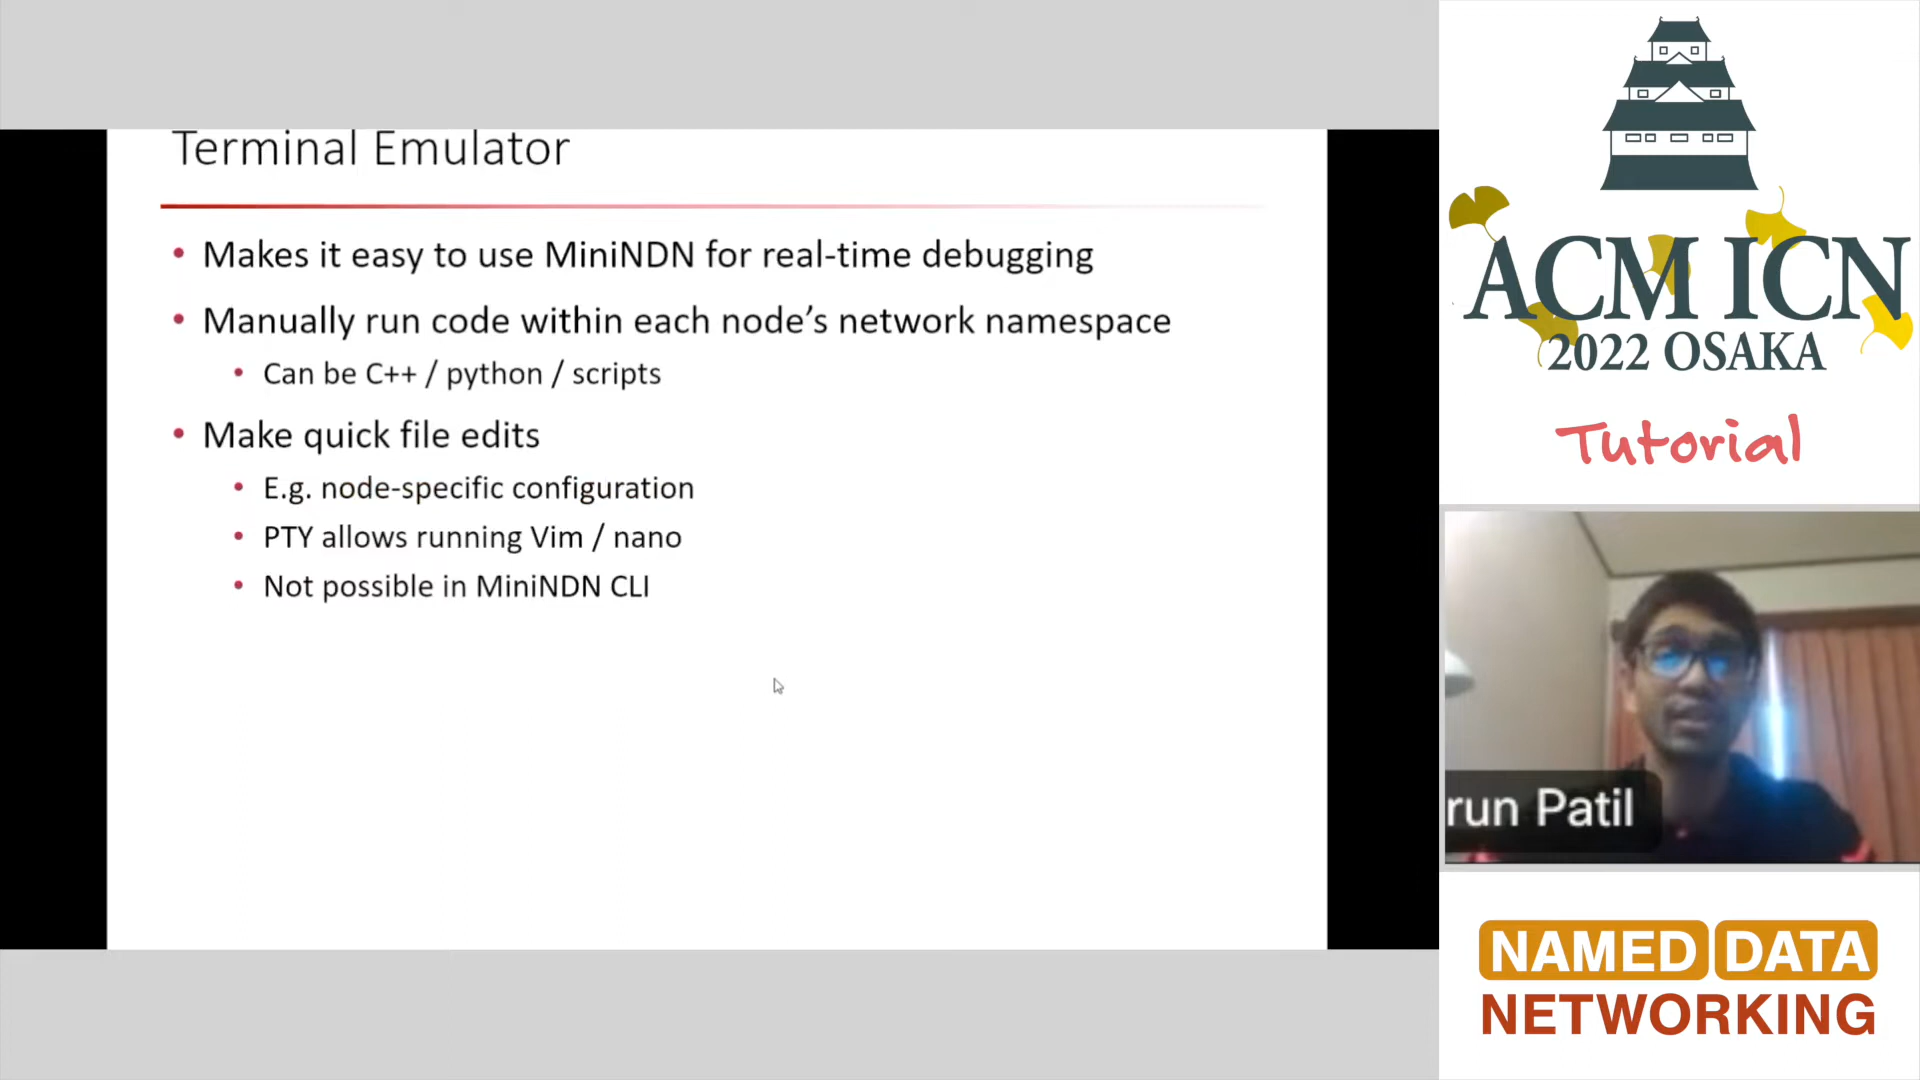 Terminal Emulator
• Makes it easy to use MiniNDN for real-time debugging
• Manually run code within each node’s network namespace
• Can be C++ / python / scripts
• Make quick file edits
• E.g. node-specific configuration
• PTY allows running Vim / nano
• Not possible in MiniNDN CLI
ACM ICN
2022 OSAKA
Tutorial
run Patil
NAMED DATA
NETWORKING